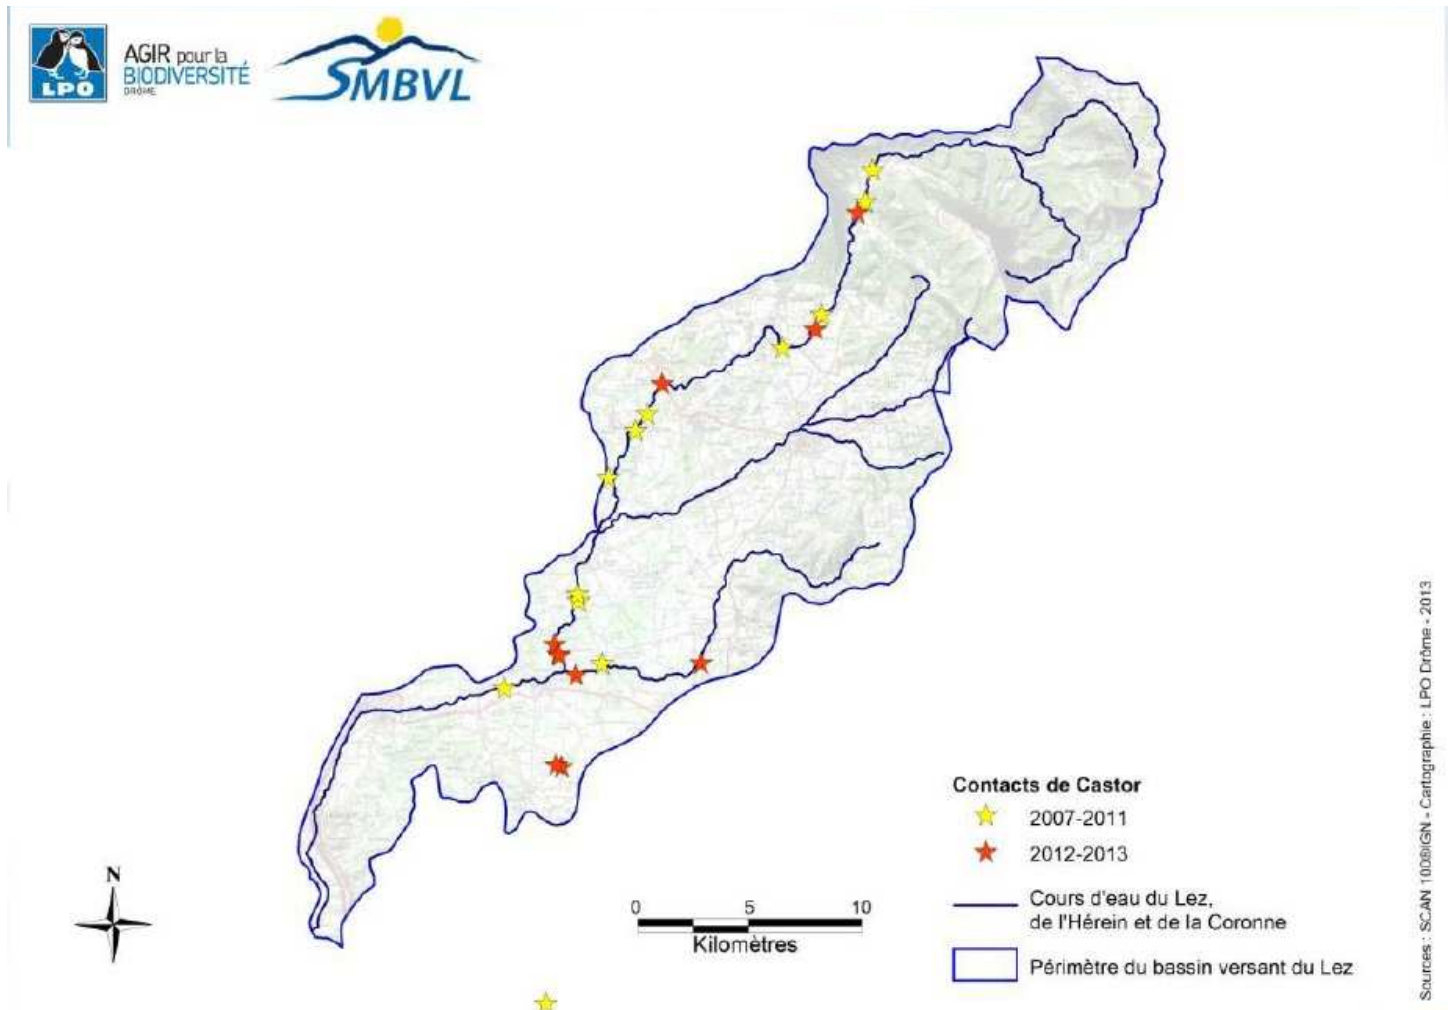 LPO
AGIR pour la
BIODIVERSITÉ
DRÔME
SMBVL
Contacts de Castor
2007-2011
2012-2013
Cours d'eau du Lez,
de l'Hérein et de la Coronne
Périmètre du bassin versant du Lez
N
0 5 10
Kilomètres
Sources : SCAN 100®IGN - Cartographie : LPO Drôme - 2013